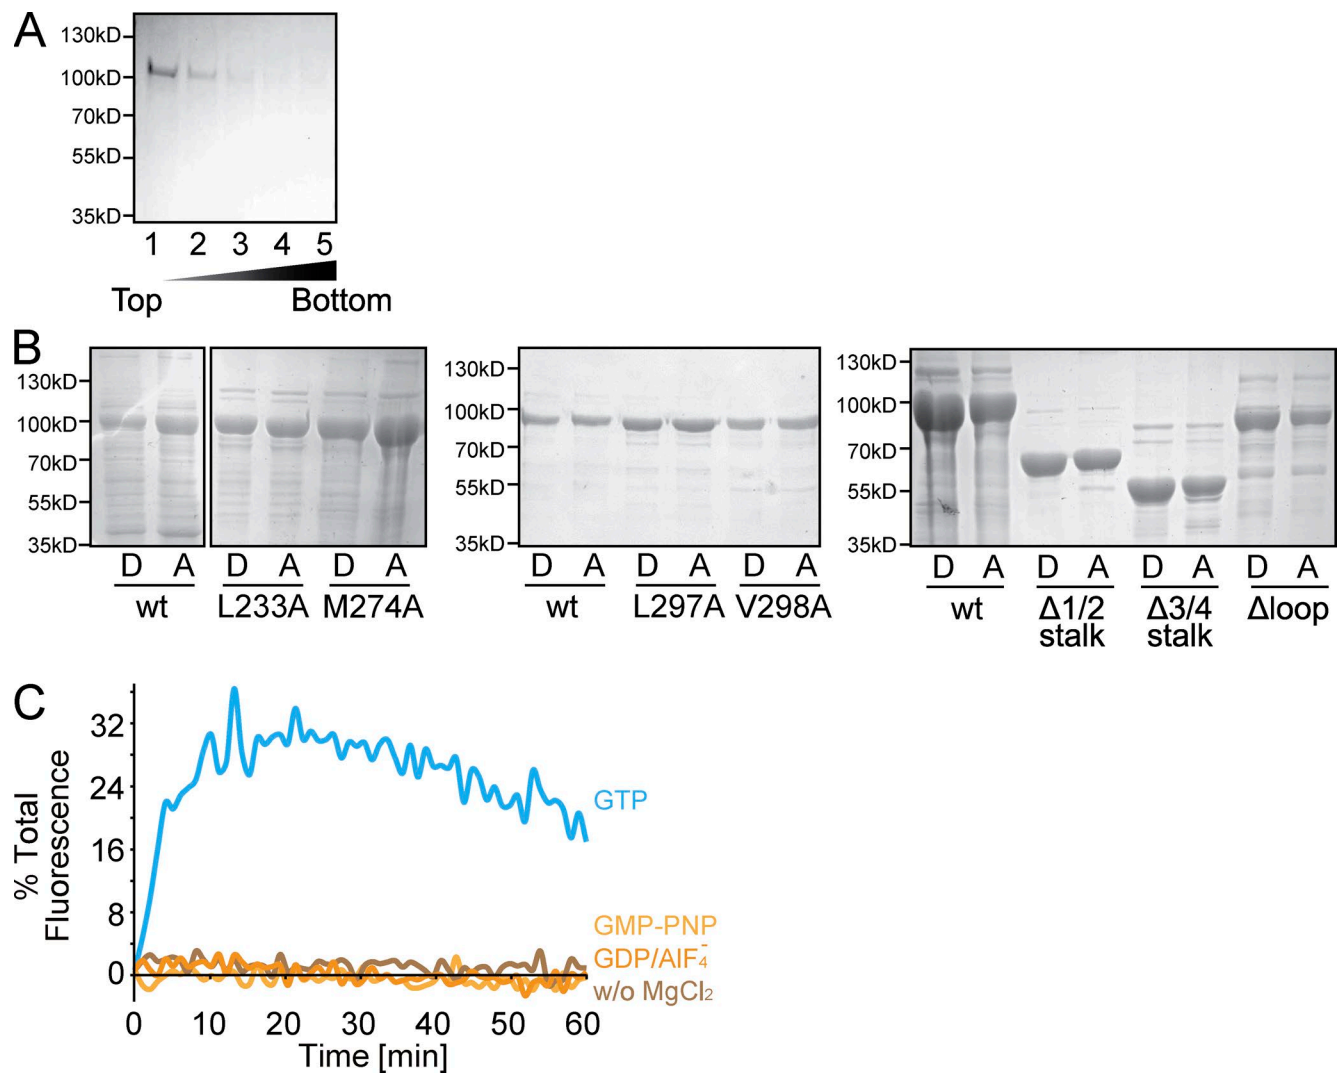 A
130kD
100kD
70kD
55kD
35kD
1 2 3 4 5
Top Bottom
B
130kD
100kD
70kD
55kD
35kD
D A D A D A
wt L233A M274A
130kD
100kD
70kD
55kD
35kD
D A D A D A
wt L297A V298A
130kD
100kD
70kD
55kD
35kD
D A D A D A D A
wt Δ1/2 Δ3/4 Δloop
stalk stalk
C
% Total
Fluorescence
32
24
16
8
0
GTP
GMP-PNP
GDP/AlF₄⁻
w/o MgCl₂
0 10 20 30 40 50 60
Time [min]